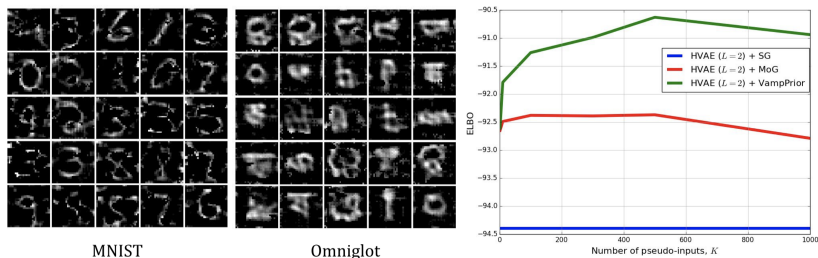 MNIST
Omniglot
ELBO
−90.5
−91.0
−91.5
−92.0
−92.5
−93.0
−93.5
−94.0
−94.5
0
200
400
600
800
1000
Number of pseudo-inputs, K
HVAE (L = 2) + SG
HVAE (L = 2) + MoG
HVAE (L = 2) + VampPrior